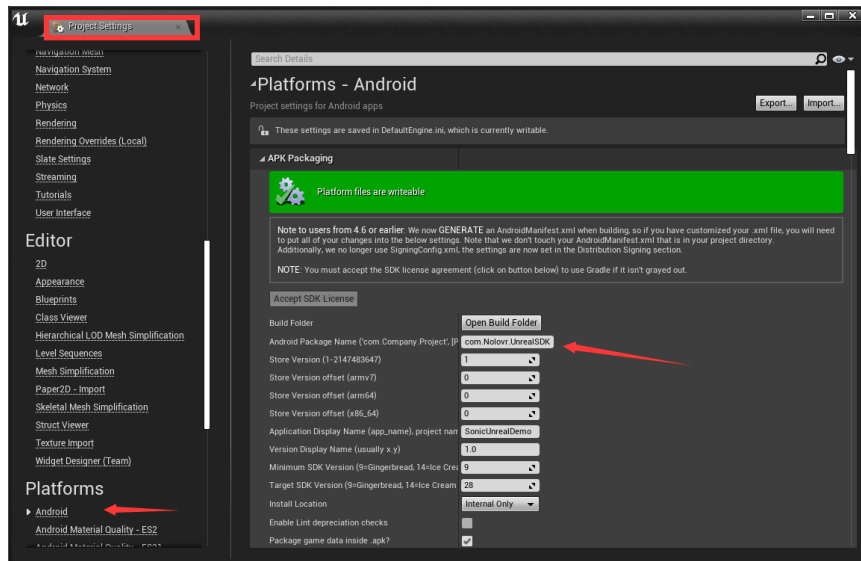 Project Settings
Navigation Mesh
Navigation System
Network
Physics
Rendering
Rendering Overrides (Local)
Slate Settings
Streaming
Tutorials
User Interface
Editor
2D
Appearance
Blueprints
Class Viewer
Hierarchical LOD Mesh Simplification
Level Sequences
Mesh Simplification
Paper2D - Import
Skeletal Mesh Simplification
Struct Viewer
Texture Import
Widget Designer (Team)
Platforms
Android
Android Material Quality - ES2
Android Material Quality - ES31
Search Details
Platforms - Android
Project settings for Android apps
Export... Import...
These settings are saved in DefaultEngine.ini, which is currently writable.
APK Packaging
Platform files are writeable
Note to users from 4.6 or earlier: We now GENERATE an AndroidManifest.xml when building, so if you have customized your .xml file, you will need
to put all of your changes into the below settings. Note that we don't touch your AndroidManifest.xml that is in your project directory.
Additionally, we no longer use SigningConfig.xml, the settings are now set in the Distribution Signing section.
NOTE: You must accept the SDK license agreement (click on button below) to use Gradle if it isn't grayed out.
Accept SDK License
Build Folder Open Build Folder
Android Package Name ('com.Company.Project', [P com.Nolovr.UnrealSDK
Store Version (1-2147483647) 1
Store Version offset (armv7) 0
Store Version offset (arm64) 0
Store Version offset (x86_64) 0
Application Display Name (app_name), project nam SonicUnrealDemo
Version Display Name (usually x.y) 1.0
Minimum SDK Version (9=Gingerbread, 14=Ice Crea 9
Target SDK Version (9=Gingerbread, 14=Ice Cream 28
Install Location Internal Only
Enable Lint depreciation checks
Package game data inside .apk?